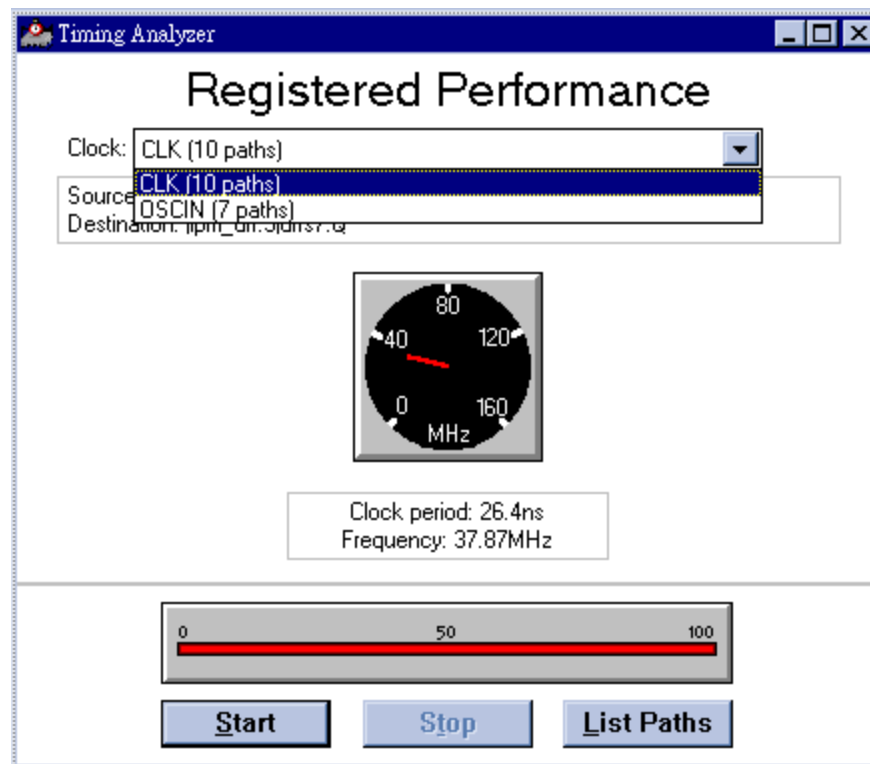 Timing Analyzer
Registered Performance
Clock: CLK (10 paths)
CLK (10 paths)
Source
OSCIN (7 paths)
Destination:
80
40 120
0 160
MHz
Clock period: 26.4ns
Frequency: 37.87MHz
0 50 100
Start Stop List Paths